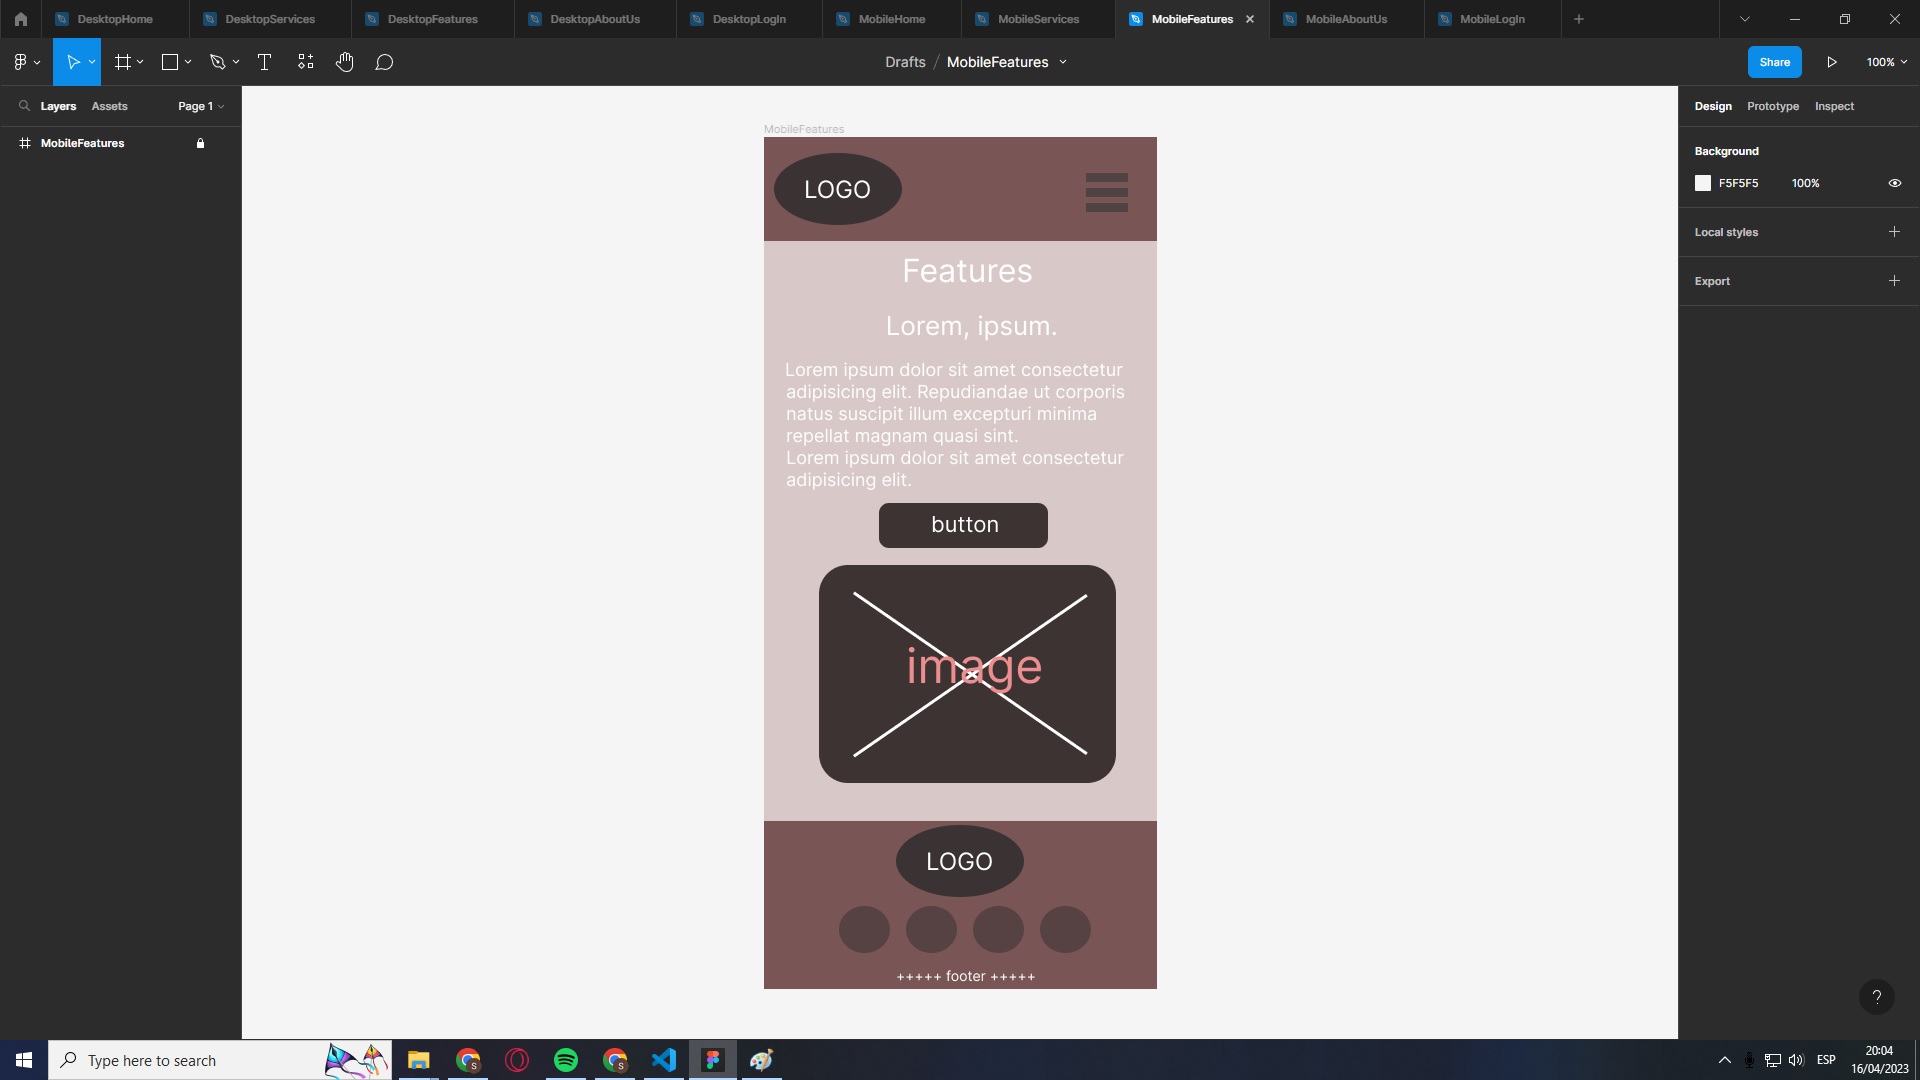 DesktopHome
DesktopServices
DesktopFeatures
DesktopAboutUs
DesktopLogIn
MobileHome
MobileServices
MobileFeatures
MobileAboutUs
MobileLogIn
Drafts / MobileFeatures
Share
100%
Layers
Assets
Page 1
MobileFeatures
Design
Prototype
Inspect
Background
F5F5F5
100%
Local styles
Export
MobileFeatures
LOGO
Features
Lorem, ipsum.
Lorem ipsum dolor sit amet consectetur
adipisicing elit. Repudiandae ut corporis
natus suscipit illum excepturi minima
repellat magnam quasi sint.
Lorem ipsum dolor sit amet consectetur
adipisicing elit.
button
image
LOGO
+++++ footer +++++
?
Type here to search
ESP
20:04
16/04/2023